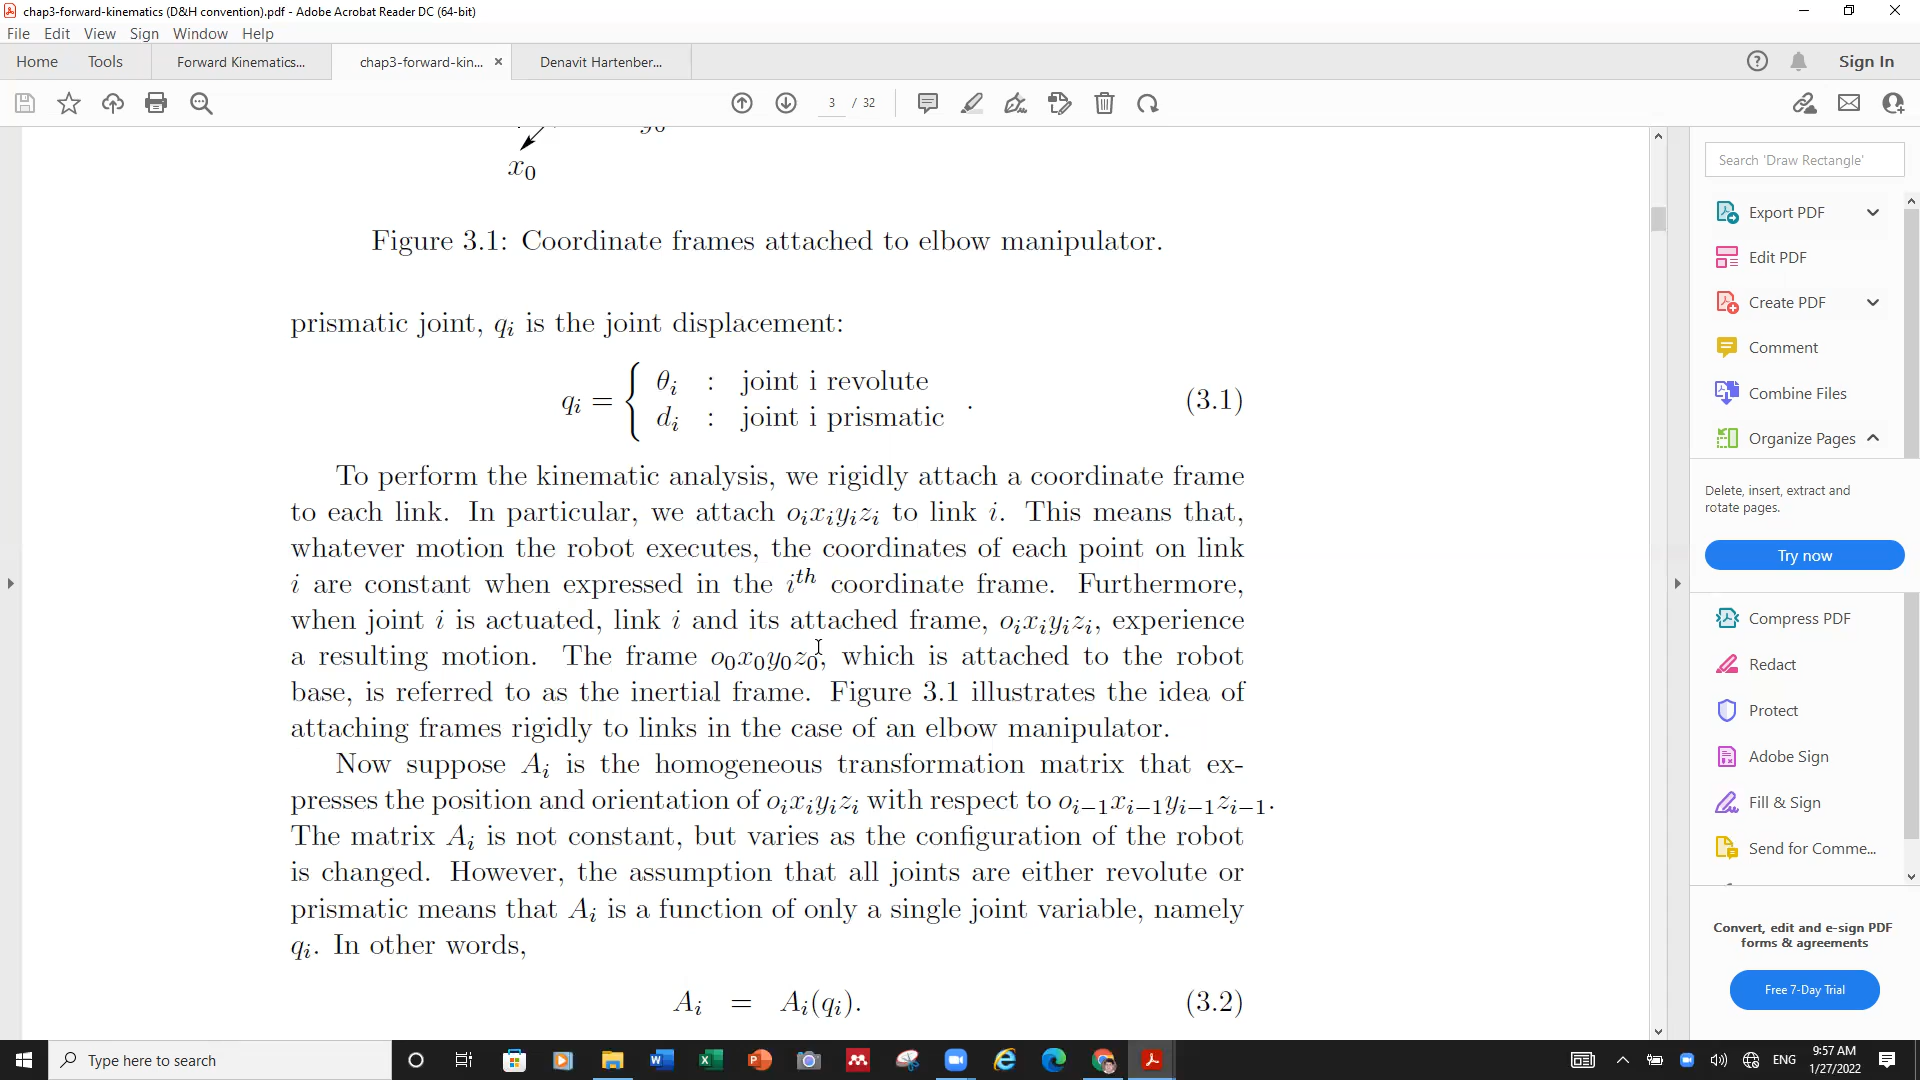 chap3-forward-kinematics (D&H convention).pdf - Adobe Acrobat Reader DC (64-bit)
File Edit View Sign Window Help
Home Tools Forward Kinematics... chap3-forward-kin... × Denavit Hartenber... Sign In
3 / 32
x₀
Figure 3.1: Coordinate frames attached to elbow manipulator.
prismatic joint, qᵢ is the joint displacement:
qᵢ = { θᵢ : joint i revolute
dᵢ : joint i prismatic . (3.1)
To perform the kinematic analysis, we rigidly attach a coordinate frame
to each link. In particular, we attach oᵢxᵢyᵢzᵢ to link i. This means that,
whatever motion the robot executes, the coordinates of each point on link
i are constant when expressed in the iᵗʰ coordinate frame. Furthermore,
when joint i is actuated, link i and its attached frame, oᵢxᵢyᵢzᵢ, experience
a resulting motion. The frame o₀x₀y₀z₀, which is attached to the robot
base, is referred to as the inertial frame. Figure 3.1 illustrates the idea of
attaching frames rigidly to links in the case of an elbow manipulator.
Now suppose Aᵢ is the homogeneous transformation matrix that ex-
presses the position and orientation of oᵢxᵢyᵢzᵢ with respect to oᵢ₋₁xᵢ₋₁yᵢ₋₁zᵢ₋₁.
The matrix Aᵢ is not constant, but varies as the configuration of the robot
is changed. However, the assumption that all joints are either revolute or
prismatic means that Aᵢ is a function of only a single joint variable, namely
qᵢ. In other words,
Aᵢ = Aᵢ(qᵢ). (3.2)
Search 'Draw Rectangle'
Export PDF
Edit PDF
Create PDF
Comment
Combine Files
Organize Pages
Delete, insert, extract and
rotate pages.
Try now
Compress PDF
Redact
Protect
Adobe Sign
Fill & Sign
Send for Comme...
Convert, edit and e-sign PDF
forms & agreements
Free 7-Day Trial
Type here to search
ENG
9:57 AM
1/27/2022